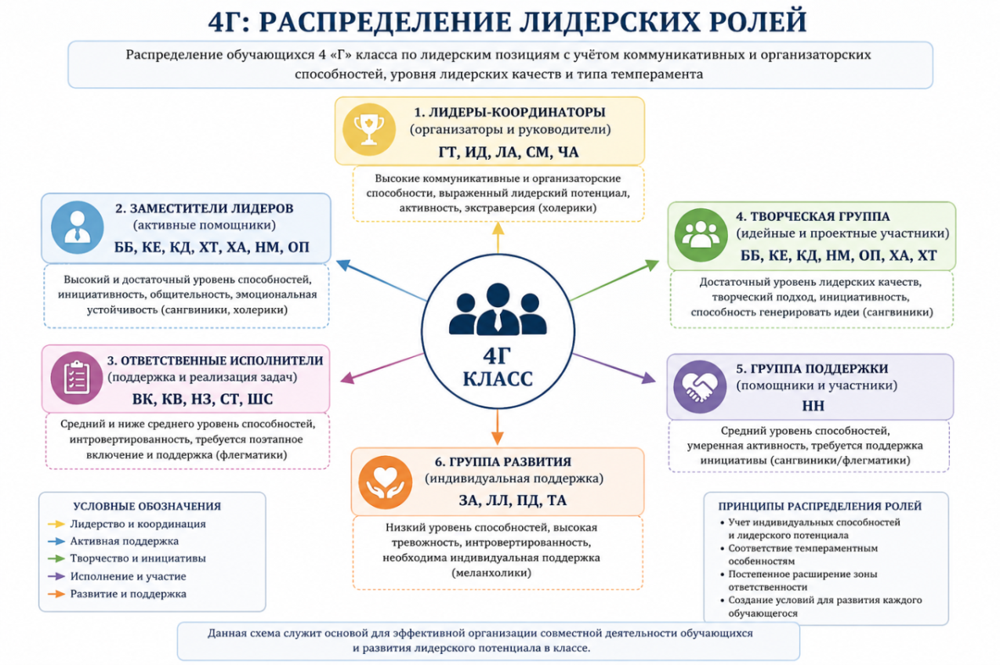 4Г: РАСПРЕДЕЛЕНИЕ ЛИДЕРСКИХ РОЛЕЙ
Распределение обучающихся 4 «Г» класса по лидерским позициям с учётом коммуникативных и организаторских
способностей, уровня лидерских качеств и типа темперамента
1. ЛИДЕРЫ-КООРДИНАТОРЫ
(организаторы и руководители)
ГТ, ИД, ЛА, СМ, ЧА
Высокие коммуникативные и организаторские
способности, выраженный лидерский потенциал,
активность, экстраверсия (холерики)
2. ЗАМЕСТИТЕЛИ ЛИДЕРОВ
(активные помощники)
ББ, КЕ, КД, ХТ, ХА, НМ, ОП
Высокий и достаточный уровень способностей,
инициативность, общительность, эмоциональная
устойчивость (сангвиники, холерики)
3. ОТВЕТСТВЕННЫЕ ИСПОЛНИТЕЛИ
(поддержка и реализация задач)
ВК, КВ, НЗ, СТ, ШС
Средний и ниже среднего уровень способностей,
интровертированность, требуется поэтапное
включение и поддержка (флегматики)
4. ТВОРЧЕСКАЯ ГРУППА
(идейные и проектные участники)
ББ, КЕ, КД, НМ, ОП, ХА, ХТ
Достаточный уровень лидерских качеств,
творческий подход, инициативность,
способность генерировать идеи (сангвиники)
5. ГРУППА ПОДДЕРЖКИ
(помощники и участники)
НН
Средний уровень способностей,
умеренная активность, требуется поддержка
инициативы (сангвиники/флегматики)
6. ГРУППА РАЗВИТИЯ
(индивидуальная поддержка)
ЗА, ЛЛ, ПД, ТА
Низкий уровень способностей, высокая
тревожность, интровертированность,
необходима индивидуальная поддержка
(меланхолики)
4Г
КЛАСС
УСЛОВНЫЕ ОБОЗНАЧЕНИЯ
Лидерство и координация
Активная поддержка
Творчество и инициативы
Исполнение и участие
Развитие и поддержка
ПРИНЦИПЫ РАСПРЕДЕЛЕНИЯ РОЛЕЙ
• Учет индивидуальных способностей
и лидерского потенциала
• Соответствие темпераментным
особенностям
• Постепенное расширение зоны
ответственности
• Создание условий для развития каждого
обучающегося
Данная схема служит основой для эффективной организации совместной деятельности обучающихся
и развития лидерского потенциала в классе.